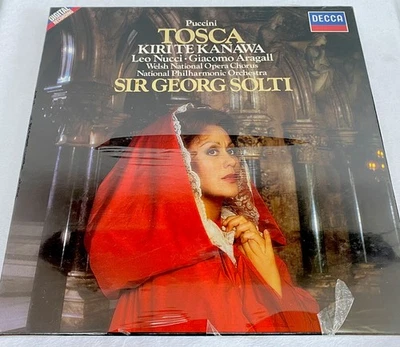 DIGITAL
Puccini
DECCA
TOSCA
KIRI TE KANAWA
Leo Nucci · Giacomo Aragall
Welsh National Opera Chorus
National Philharmonic Orchestra
SIR GEORG SOLTI